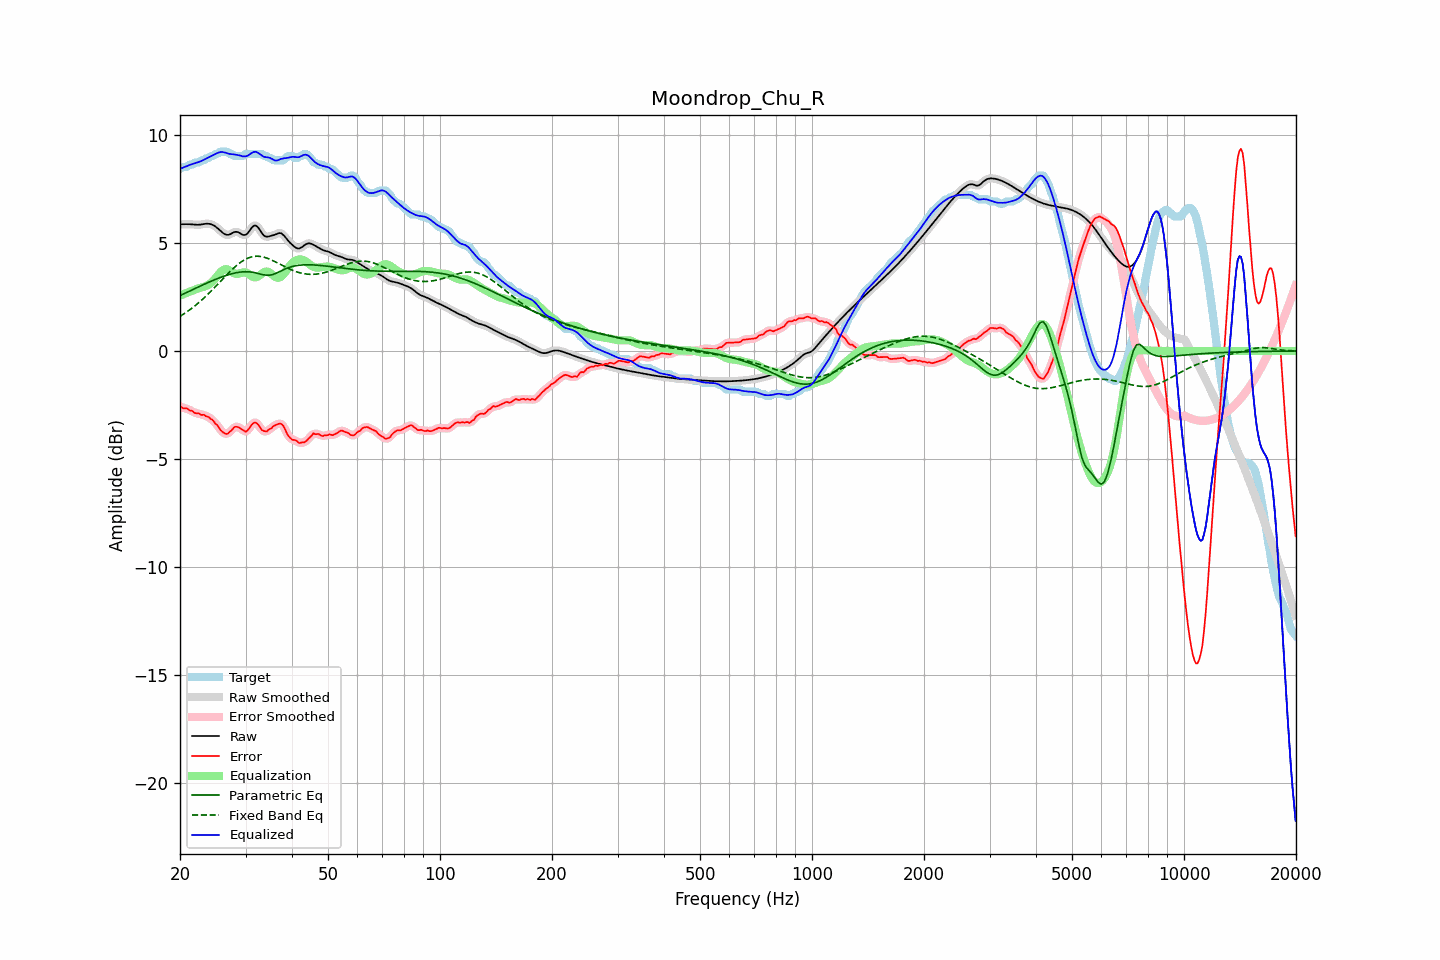 Moondrop_Chu_R
10
5
0
−5
−10
−15
−20
Amplitude (dBr)
Target
Raw Smoothed
Error Smoothed
Raw
Error
Equalization
Parametric Eq
Fixed Band Eq
Equalized
20 50 100 200 500 1000 2000 5000 10000 20000
Frequency (Hz)